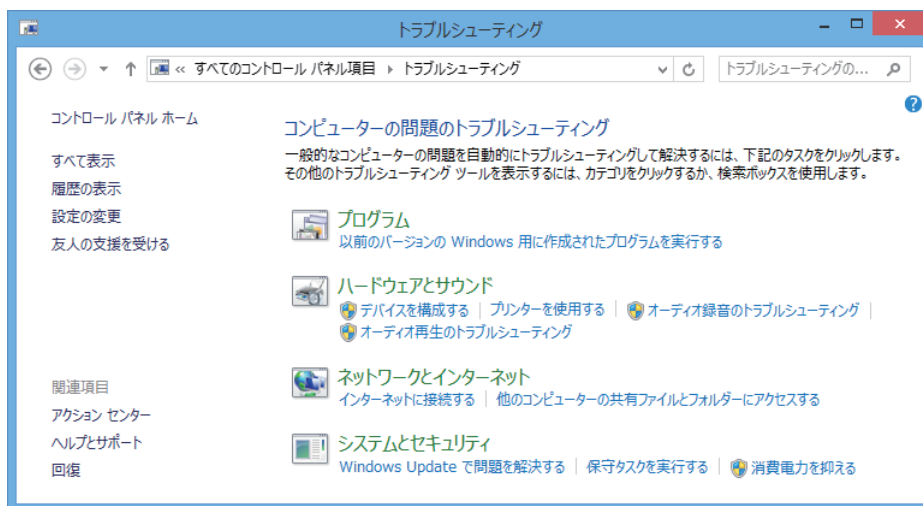 トラブルシューティング
« すべてのコントロール パネル項目 ▸ トラブルシューティング
トラブルシューティングの...
コントロール パネル ホーム
すべて表示
履歴の表示
設定の変更
友人の支援を受ける
関連項目
アクション センター
ヘルプとサポート
回復
コンピューターの問題のトラブルシューティング
一般的なコンピューターの問題を自動的にトラブルシューティングして解決するには、下記のタスクをクリックします。
その他のトラブルシューティング ツールを表示するには、カテゴリをクリックするか、検索ボックスを使用します。
プログラム
以前のバージョンの Windows 用に作成されたプログラムを実行する
ハードウェアとサウンド
デバイスを構成する | プリンターを使用する | オーディオ録音のトラブルシューティング |
オーディオ再生のトラブルシューティング
ネットワークとインターネット
インターネットに接続する | 他のコンピューターの共有ファイルとフォルダーにアクセスする
システムとセキュリティ
Windows Update で問題を解決する | 保守タスクを実行する | 消費電力を抑える